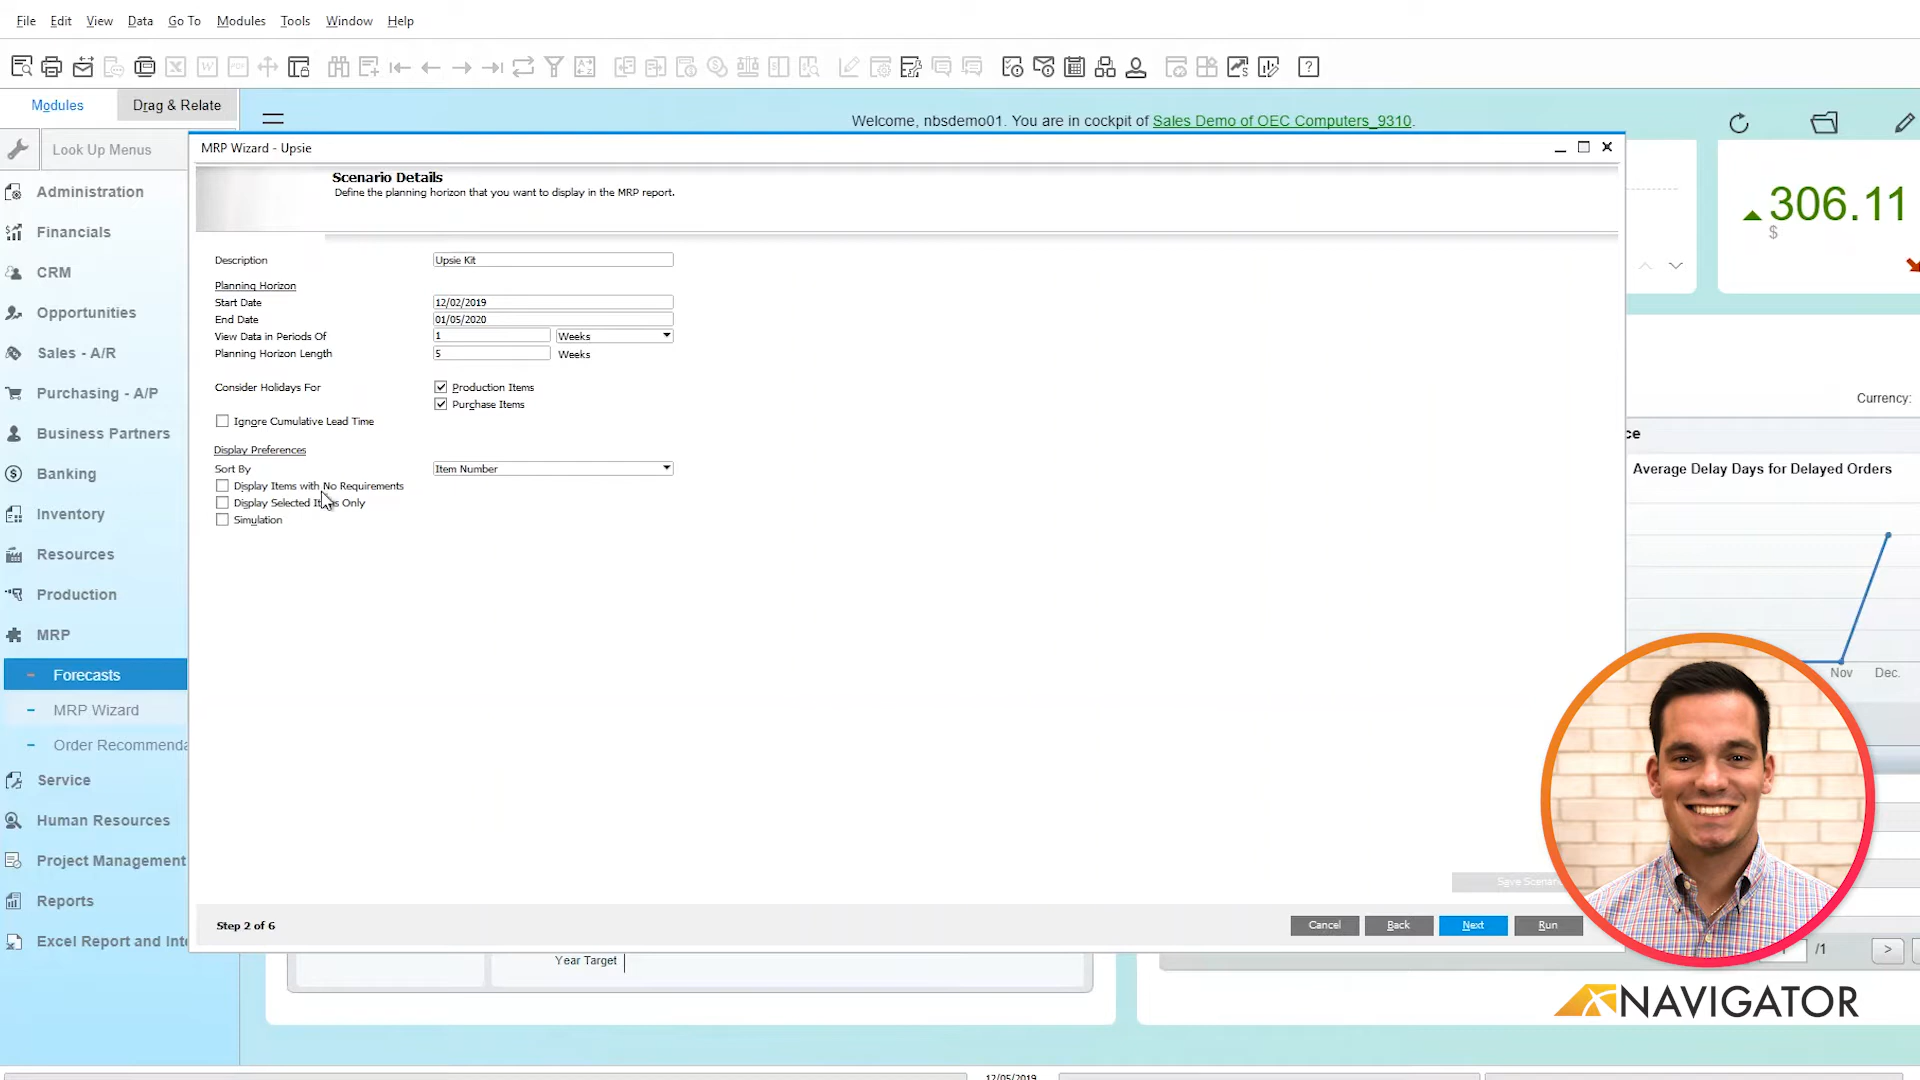 File Edit View Data Go To Modules Tools Window Help
Modules
Drag & Relate
Welcome, nbsdemo01. You are in cockpit of Sales Demo of OEC Computers_9310.
Look Up Menus
Administration
Financials
CRM
Opportunities
Sales - A/R
Purchasing - A/P
Business Partners
Banking
Inventory
Resources
Production
MRP
Forecasts
MRP Wizard
Order Recommenda
Service
Human Resources
Project Management
Reports
Excel Report and Inte
MRP Wizard - Upsie
Scenario Details
Define the planning horizon that you want to display in the MRP report.
Description Upsie Kit
Planning Horizon
Start Date 12/02/2019
End Date 01/05/2020
View Data in Periods Of 1 Weeks
Planning Horizon Length 5 Weeks
Consider Holidays For Production Items
Purchase Items
Ignore Cumulative Lead Time
Display Preferences
Sort By Item Number
Display Items with No Requirements
Display Selected Items Only
Simulation
Save Scenario
Step 2 of 6
Cancel Back Next Run
Year Target
306.11
$
Currency:
ce
Average Delay Days for Delayed Orders
Nov Dec.
/1 >
NAVIGATOR
12/05/2019